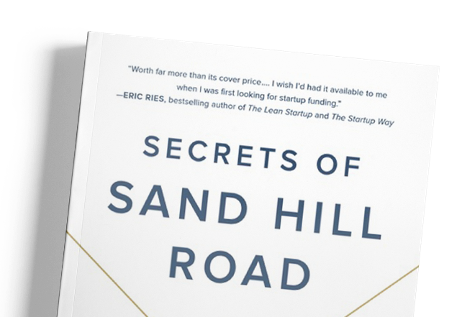 "Worth far more than its cover price.... I wish I'd had it available to me
when I was first looking for startup funding."
—ERIC RIES, bestselling author of The Lean Startup and The Startup Way
SECRETS OF
SAND HILL
ROAD